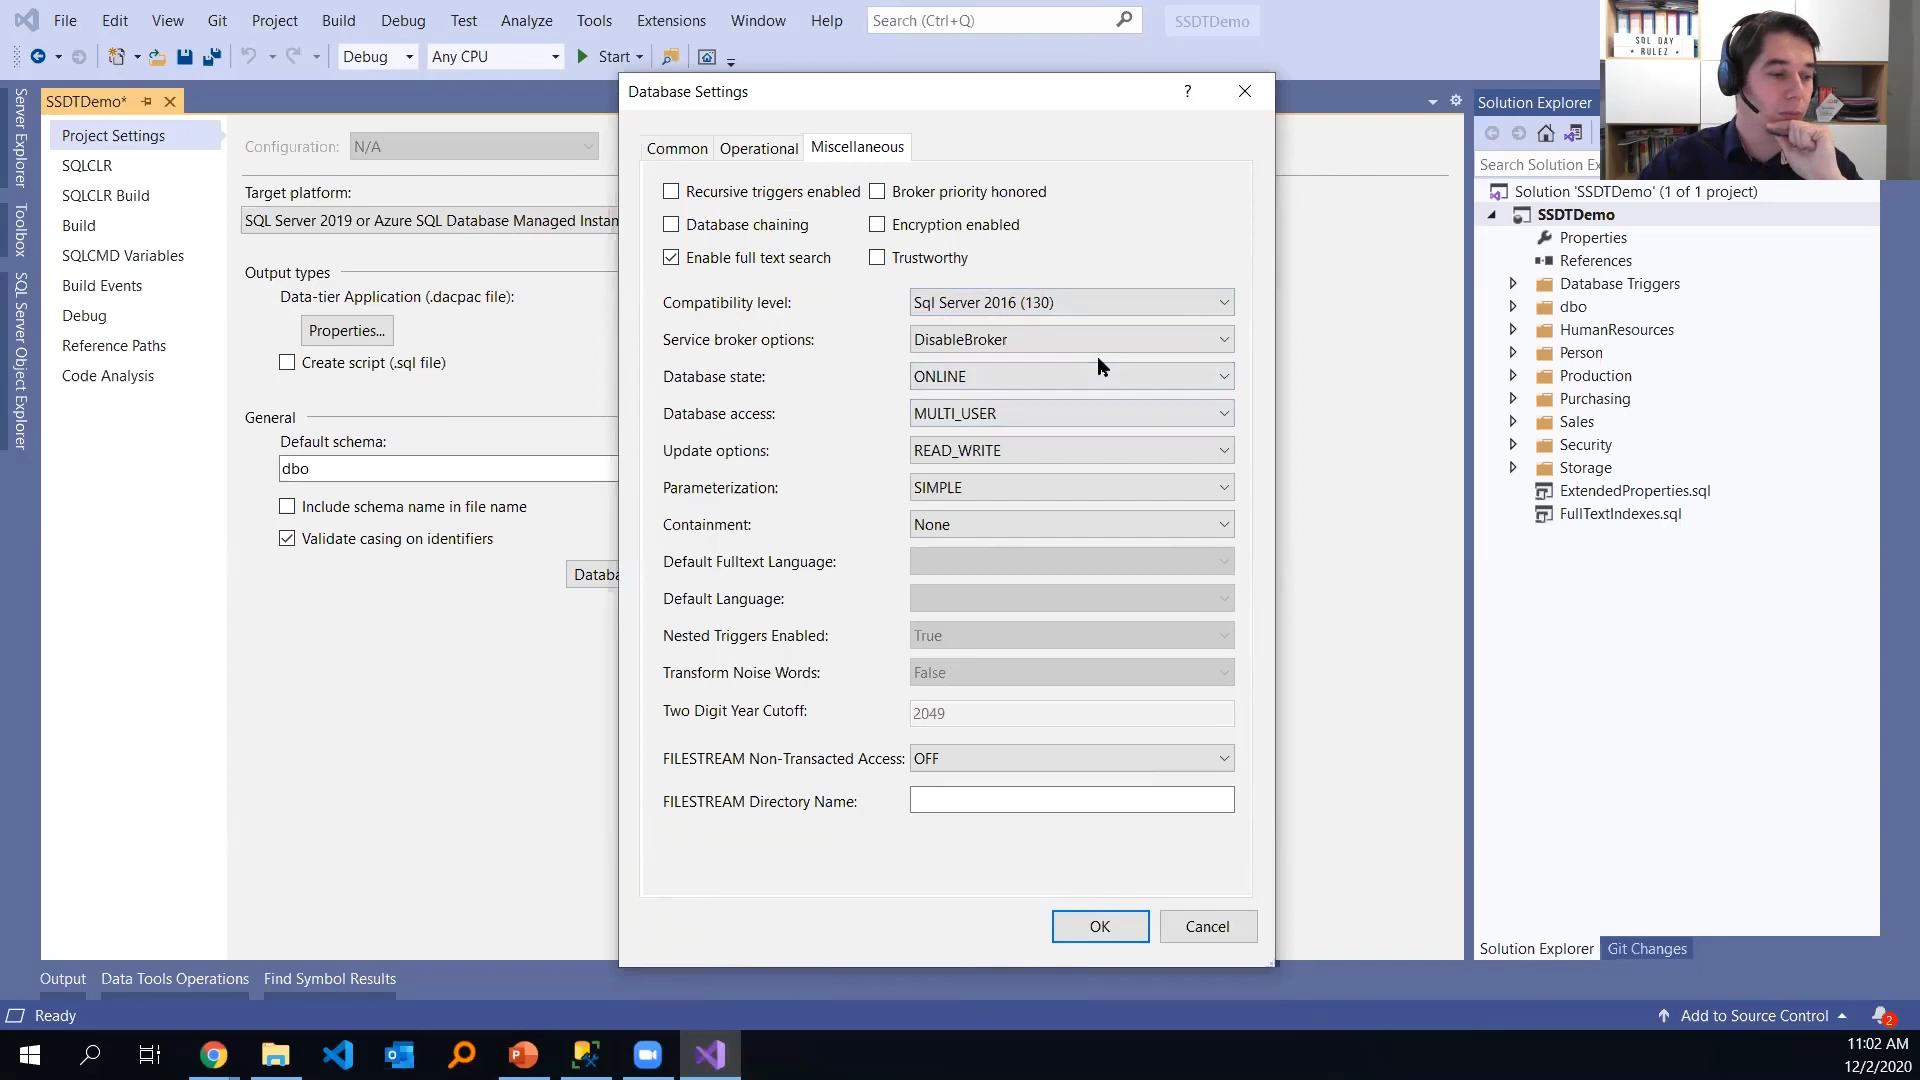 File Edit View Git Project Build Debug Test Analyze Tools Extensions Window Help Search (Ctrl+Q) SSDTDemo
Debug Any CPU Start
SQL DAY
RULEZ
Server Explorer
Toolbox
SQL Server Object Explorer
SSDTDemo*
Project Settings
SQLCLR
SQLCLR Build
Build
SQLCMD Variables
Build Events
Debug
Reference Paths
Code Analysis
Configuration: N/A
Target platform:
SQL Server 2019 or Azure SQL Database Managed Instan
Output types
Data-tier Application (.dacpac file):
Properties...
Create script (.sql file)
General
Default schema:
dbo
Include schema name in file name
Validate casing on identifiers
Databa
Database Settings ?
Common Operational Miscellaneous
Recursive triggers enabled Broker priority honored
Database chaining Encryption enabled
Enable full text search Trustworthy
Compatibility level: Sql Server 2016 (130)
Service broker options: DisableBroker
Database state: ONLINE
Database access: MULTI_USER
Update options: READ_WRITE
Parameterization: SIMPLE
Containment: None
Default Fulltext Language:
Default Language:
Nested Triggers Enabled: True
Transform Noise Words: False
Two Digit Year Cutoff: 2049
FILESTREAM Non-Transacted Access: OFF
FILESTREAM Directory Name:
OK Cancel
Solution Explorer
Search Solution Ex
Solution 'SSDTDemo' (1 of 1 project)
SSDTDemo
Properties
References
Database Triggers
dbo
HumanResources
Person
Production
Purchasing
Sales
Security
Storage
ExtendedProperties.sql
FullTextIndexes.sql
Solution Explorer Git Changes
Output Data Tools Operations Find Symbol Results
Ready Add to Source Control 2
11:02 AM
12/2/2020